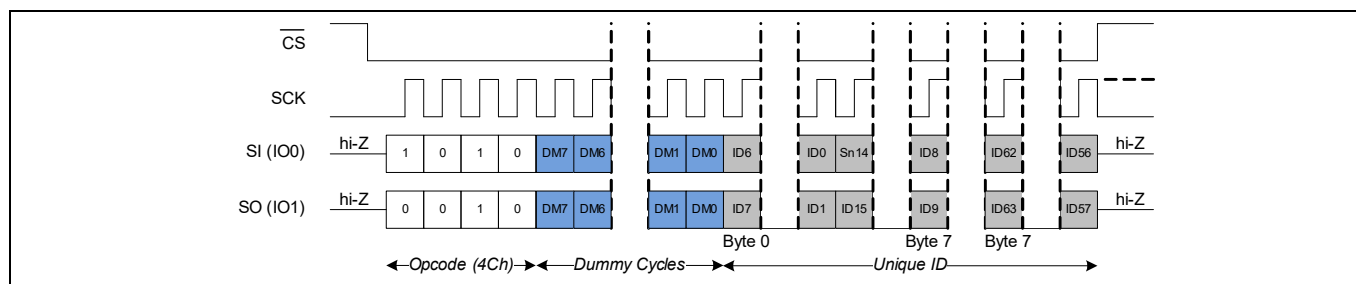 CS
SCK
SI (IO0) hi-Z 1 0 1 0 DM7 DM6 DM1 DM0 ID6 ID0 Sn14 ID8 ID62 ID56 hi-Z
SO (IO1) hi-Z 0 0 1 0 DM7 DM6 DM1 DM0 ID7 ID1 ID15 ID9 ID63 ID57 hi-Z
Byte 0 Byte 7 Byte 7
Opcode (4Ch) Dummy Cycles Unique ID